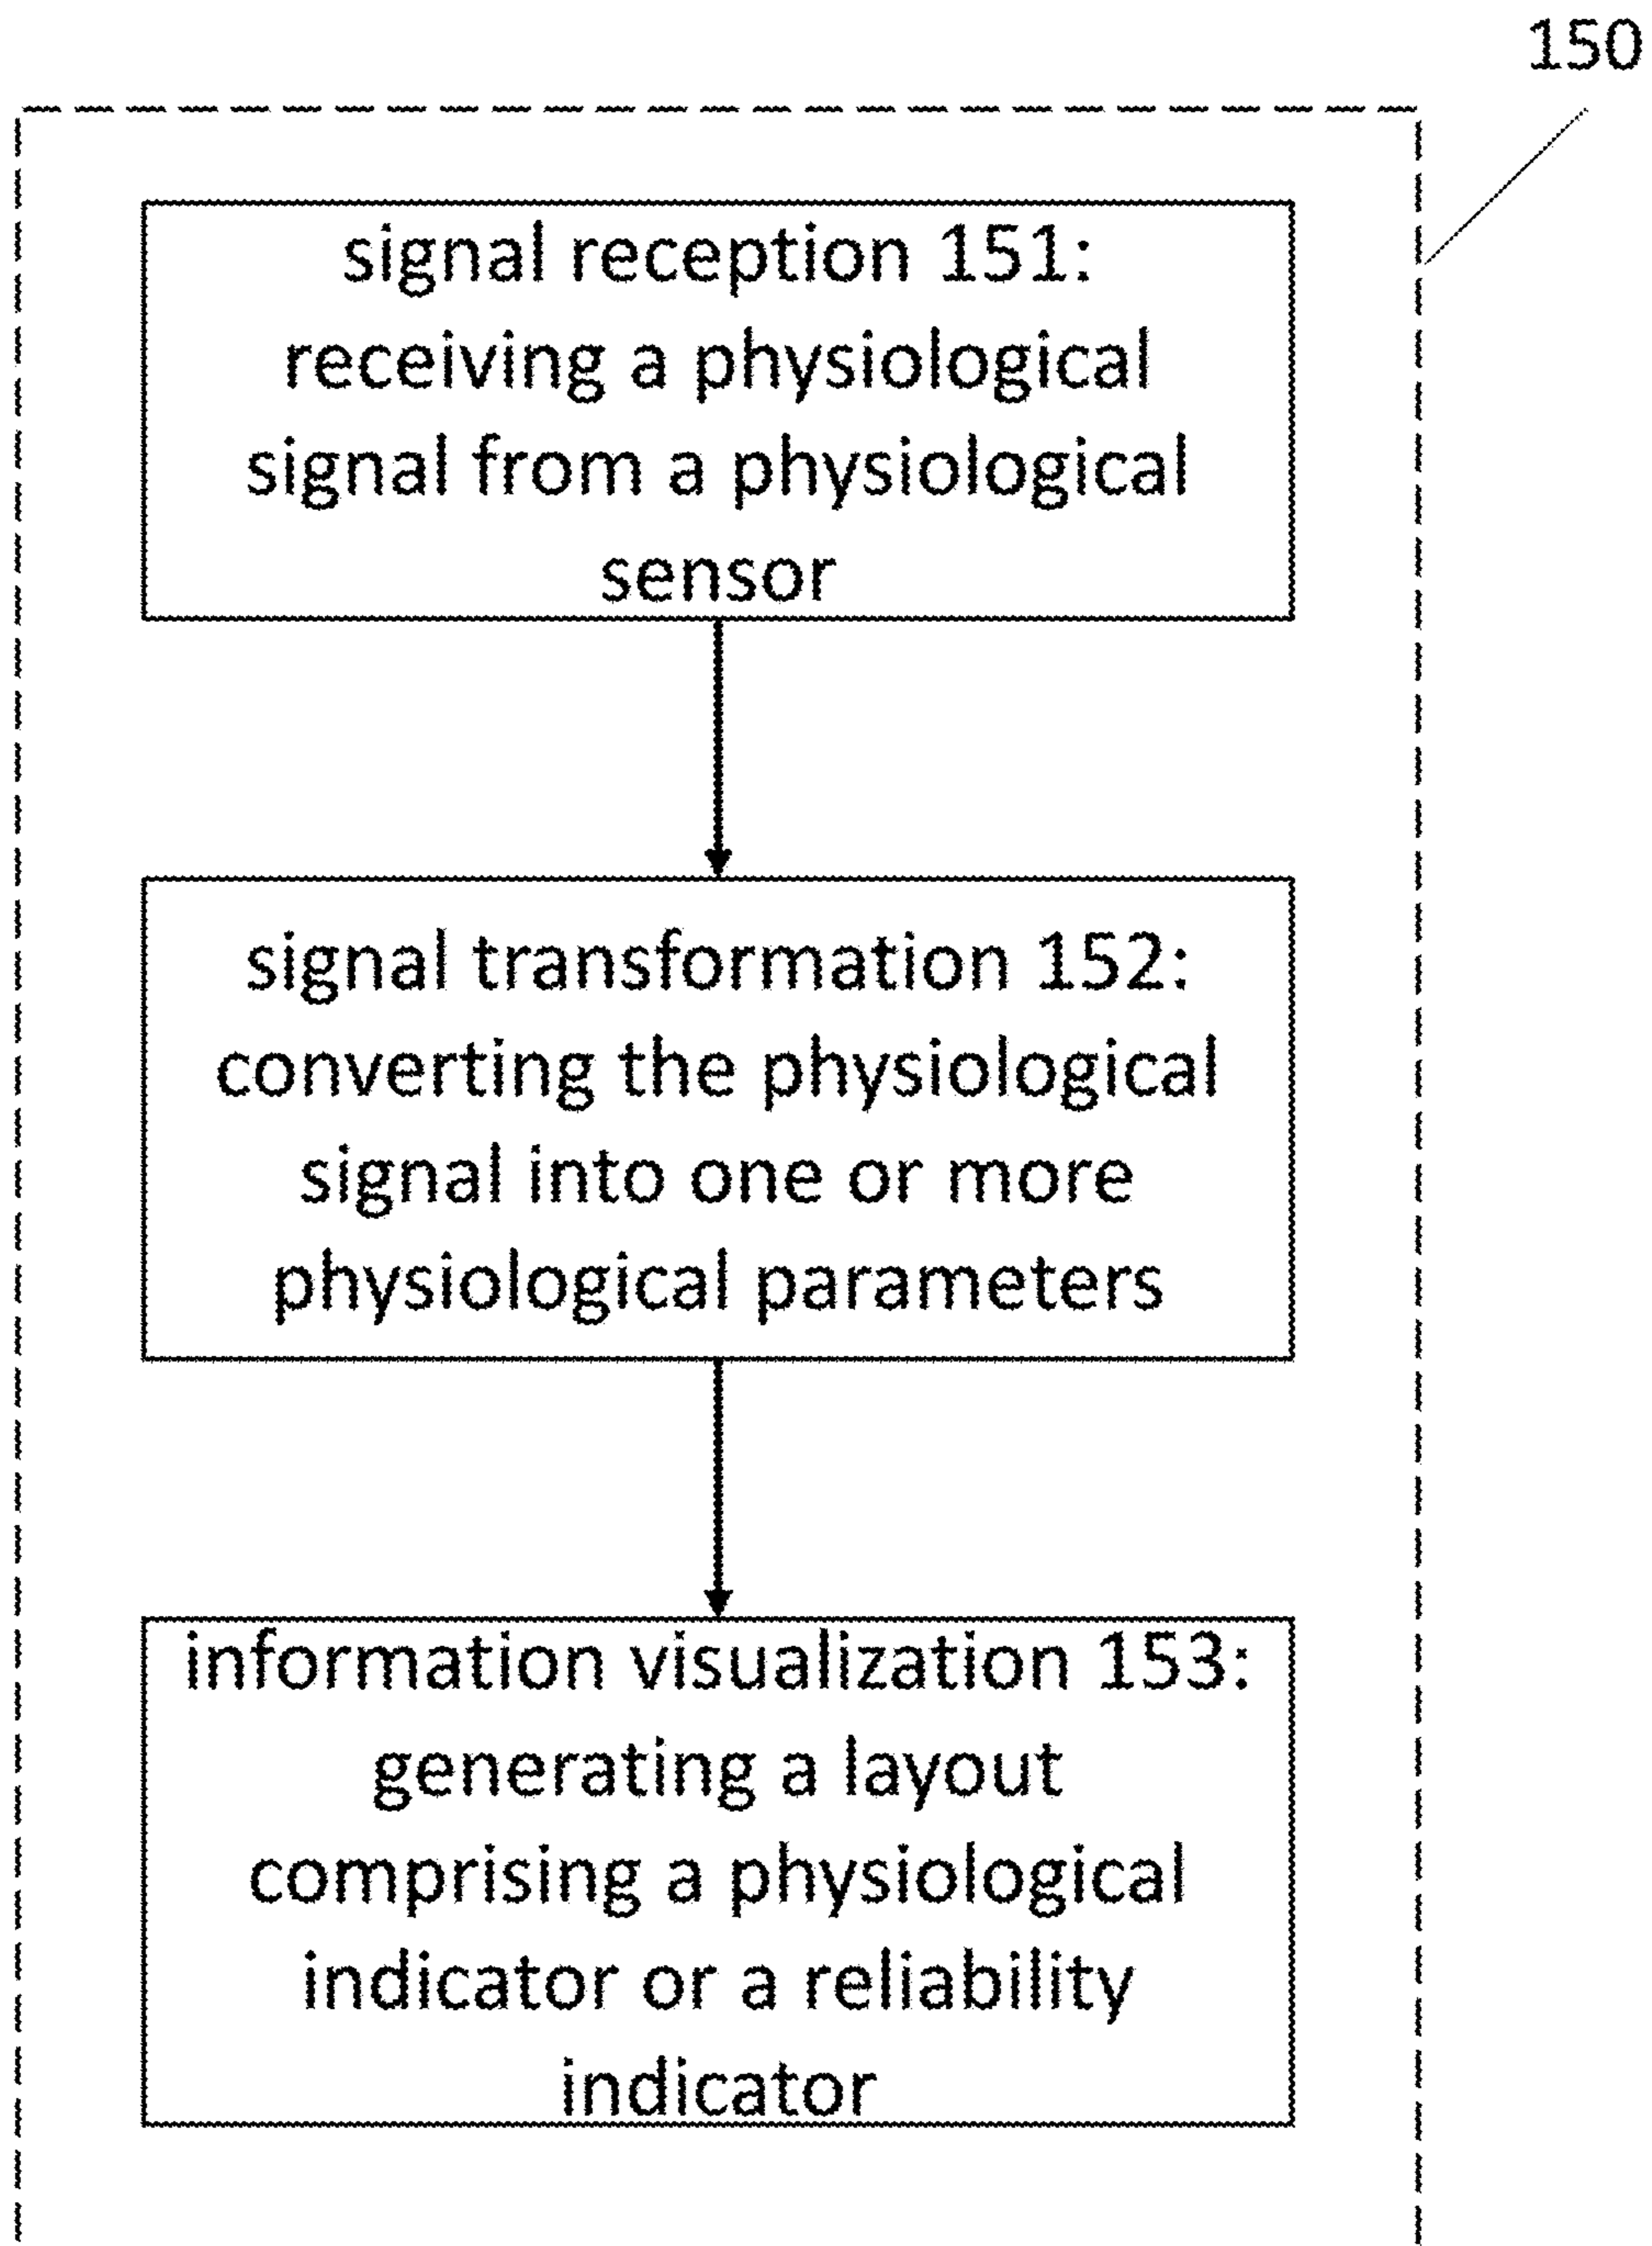 150
signal reception 151:
receiving a physiological
signal from a physiological
sensor
signal transformation 152:
converting the physiological
signal into one or more
physiological parameters
information visualization 153:
generating a layout
comprising a physiological
indicator or a reliability
indicator